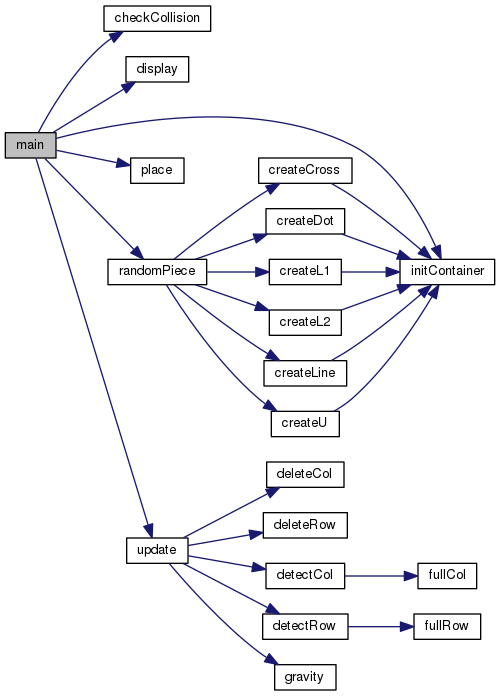 checkCollision
display
main
place
createCross
createDot
randomPiece
createL1
initContainer
createL2
createLine
createU
deleteCol
deleteRow
update
detectCol
fullCol
detectRow
fullRow
gravity